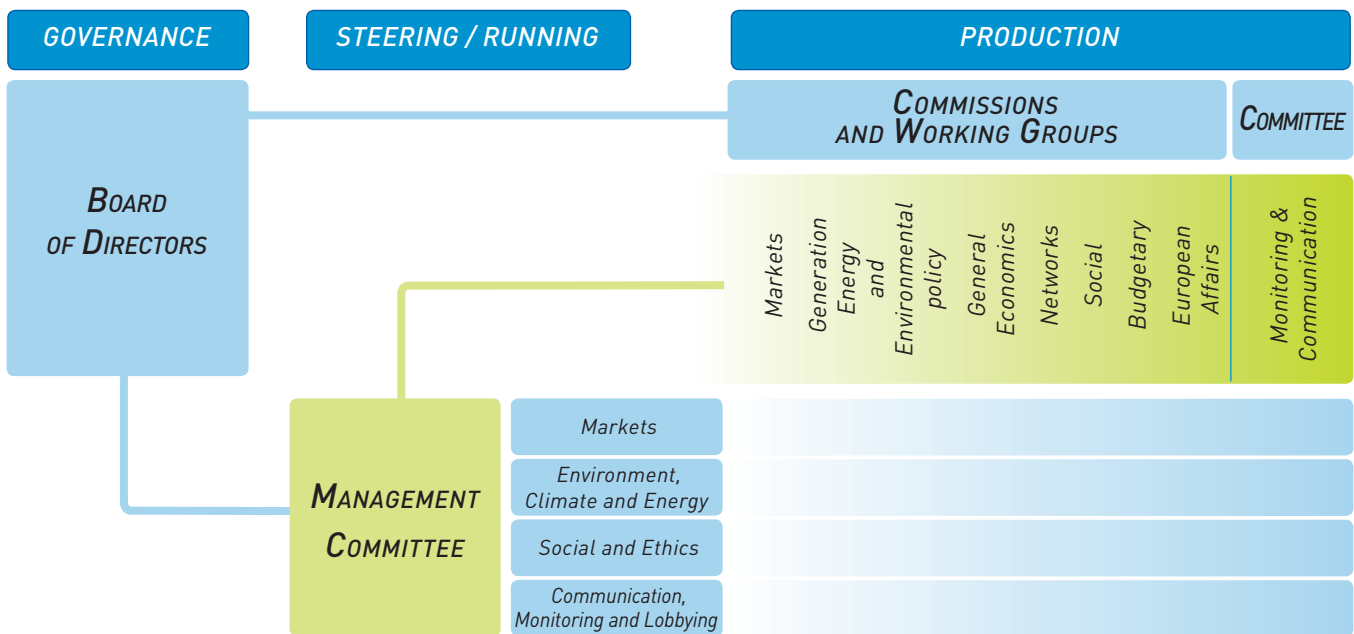 GOVERNANCE
STEERING / RUNNING
PRODUCTION
BOARD
OF DIRECTORS
COMMISSIONS
AND WORKING GROUPS
COMMITTEE
Markets
Generation
Energy
and
Environmental
policy
General
Economics
Networks
Social
Budgetary
European
Affairs
Monitoring &
Communication
MANAGEMENT
COMMITTEE
Markets
Environment,
Climate and Energy
Social and Ethics
Communication,
Monitoring and Lobbying